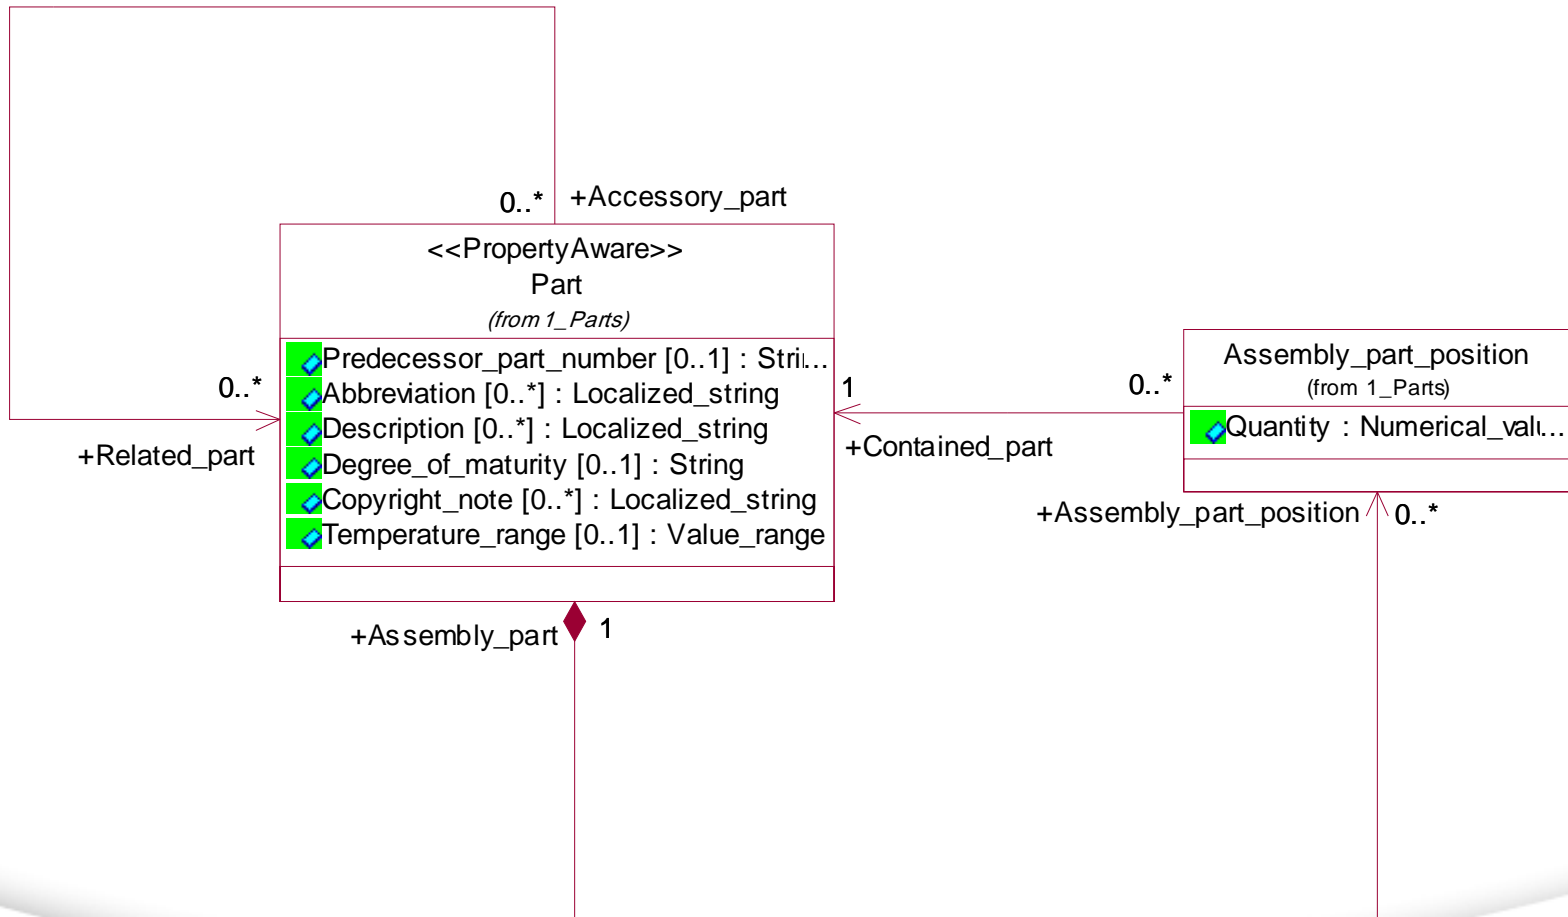 0..* +Accessory_part
<<PropertyAware>>
Part
(from 1_Parts)
Predecessor_part_number [0..1] : Stri...
Abbreviation [0..*] : Localized_string
Description [0..*] : Localized_string
Degree_of_maturity [0..1] : String
Copyright_note [0..*] : Localized_string
Temperature_range [0..1] : Value_range
0..*
+Related_part
1
+Contained_part
0..*
Assembly_part_position
(from 1_Parts)
Quantity : Numerical_valu...
+Assembly_part_position 0..*
+Assembly_part 1